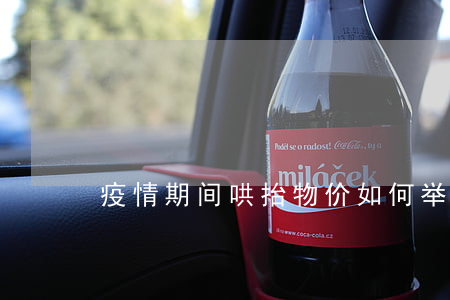 Poděl se o radost! Coca-Cola, ty a
miláček
疫情期间哄抬物价如何举
www.coca-cola.cz